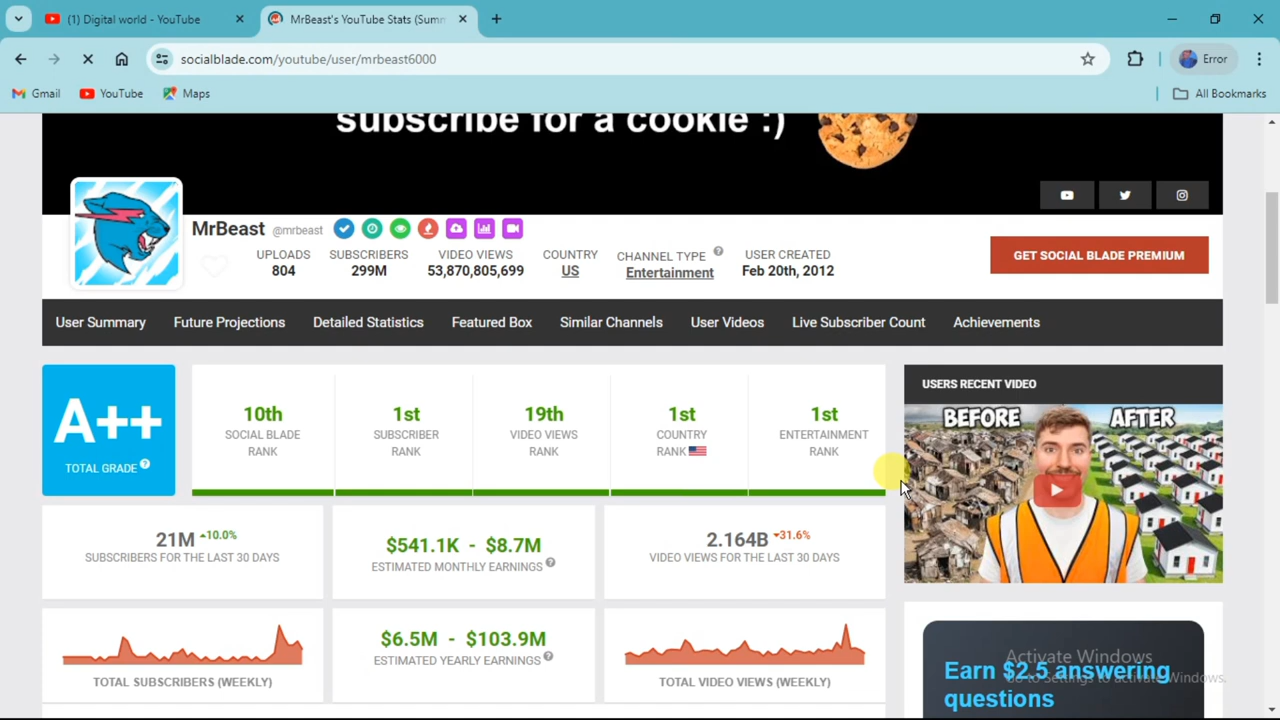 (1) Digital world - YouTube
MrBeast's YouTube Stats (Summ
socialblade.com/youtube/user/mrbeast6000
Error
Gmail
YouTube
Maps
All Bookmarks
subscribe for a cookie :)
MrBeast @mrbeast
UPLOADS
804
SUBSCRIBERS
299M
VIDEO VIEWS
53,870,805,699
COUNTRY
US
CHANNEL TYPE ?
Entertainment
USER CREATED
Feb 20th, 2012
GET SOCIAL BLADE PREMIUM
User Summary
Future Projections
Detailed Statistics
Featured Box
Similar Channels
User Videos
Live Subscriber Count
Achievements
A++
TOTAL GRADE ?
10th
SOCIAL BLADE
RANK
1st
SUBSCRIBER
RANK
19th
VIDEO VIEWS
RANK
1st
COUNTRY
RANK
1st
ENTERTAINMENT
RANK
USERS RECENT VIDEO
BEFORE AFTER
21M 10.0%
SUBSCRIBERS FOR THE LAST 30 DAYS
$541.1K - $8.7M
ESTIMATED MONTHLY EARNINGS ?
2.164B 31.6%
VIDEO VIEWS FOR THE LAST 30 DAYS
TOTAL SUBSCRIBERS (WEEKLY)
$6.5M - $103.9M
ESTIMATED YEARLY EARNINGS ?
TOTAL VIDEO VIEWS (WEEKLY)
Earn $2.5 answering
questions
Activate Windows
Go to Settings to activate Windows.